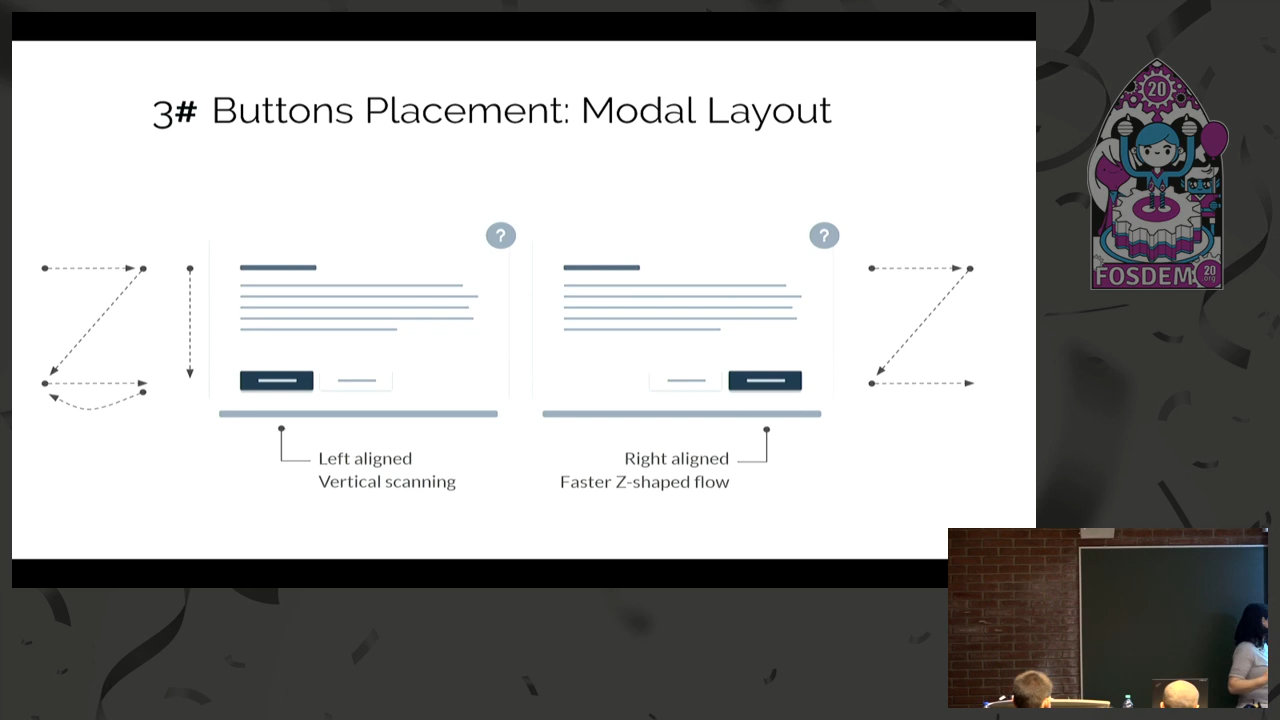 3# Buttons Placement: Modal Layout
?
?
Left aligned
Vertical scanning
Right aligned
Faster Z-shaped flow
20
FOSDEM
20
.org